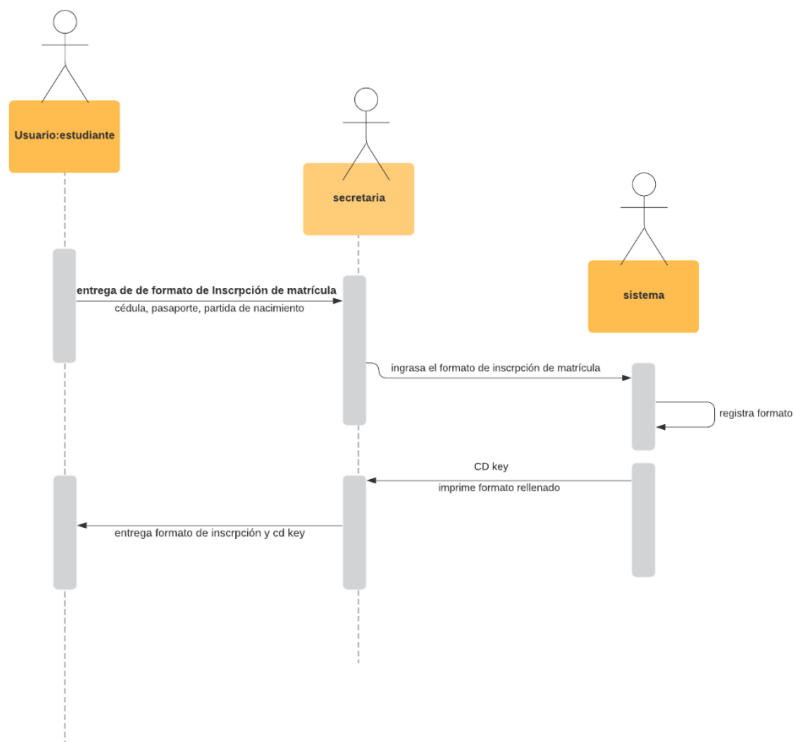 Usuario:estudiante
secretaria
sistema
entrega de de formato de Inscrpción de matrícula
cédula, pasaporte, partida de nacimiento
ingrasa el formato de inscrpción de matrícula
registra formato
CD key
imprime formato rellenado
entrega formato de inscrpción y cd key